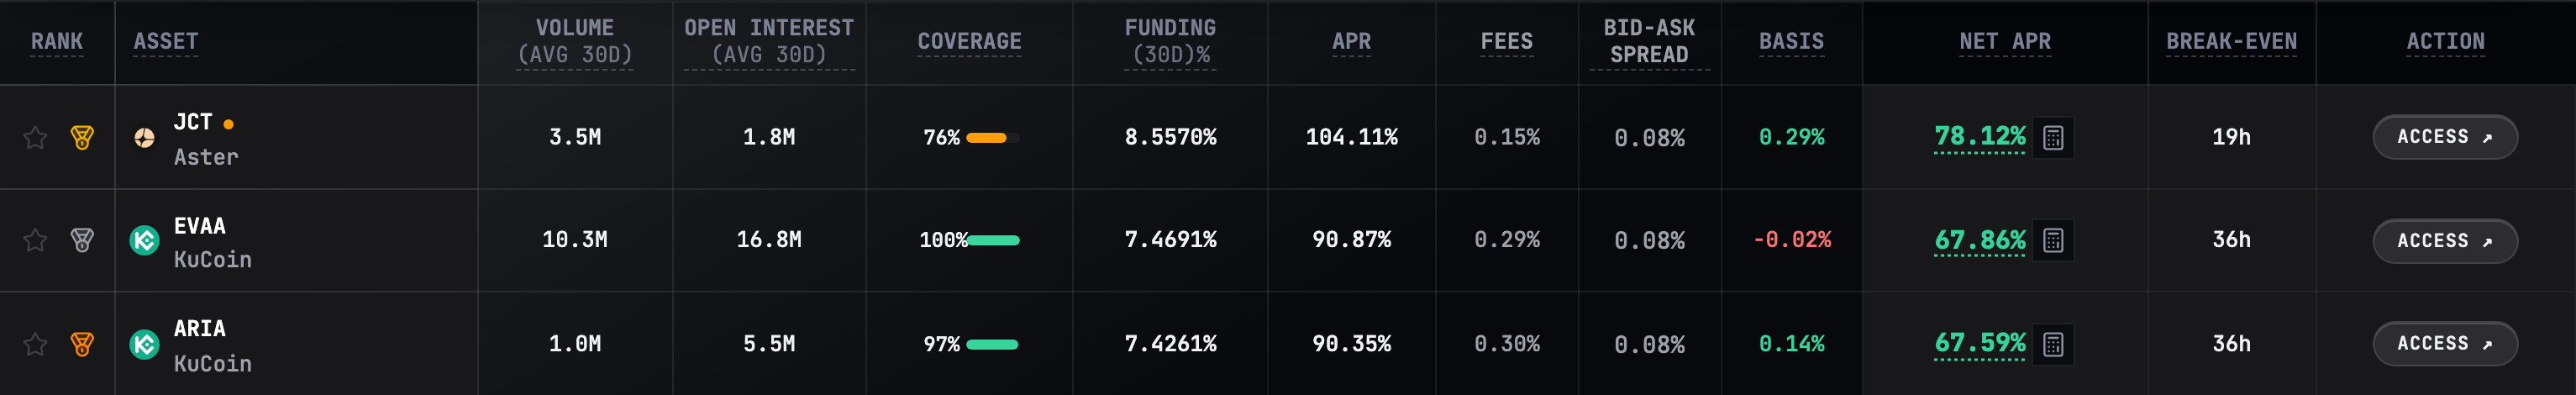 RANK ASSET VOLUME (AVG 30D) OPEN INTEREST (AVG 30D) COVERAGE FUNDING (30D)% APR FEES BID-ASK SPREAD BASIS NET APR BREAK-EVEN ACTION
JCT 3.5M 1.8M 76% 8.5570% 104.11% 0.15% 0.08% 0.29% 78.12% 19h ACCESS ↗
Aster
EVAA 10.3M 16.8M 100% 7.4691% 90.87% 0.29% 0.08% -0.02% 67.86% 36h ACCESS ↗
KuCoin
ARIA 1.0M 5.5M 97% 7.4261% 90.35% 0.30% 0.08% 0.14% 67.59% 36h ACCESS ↗
KuCoin